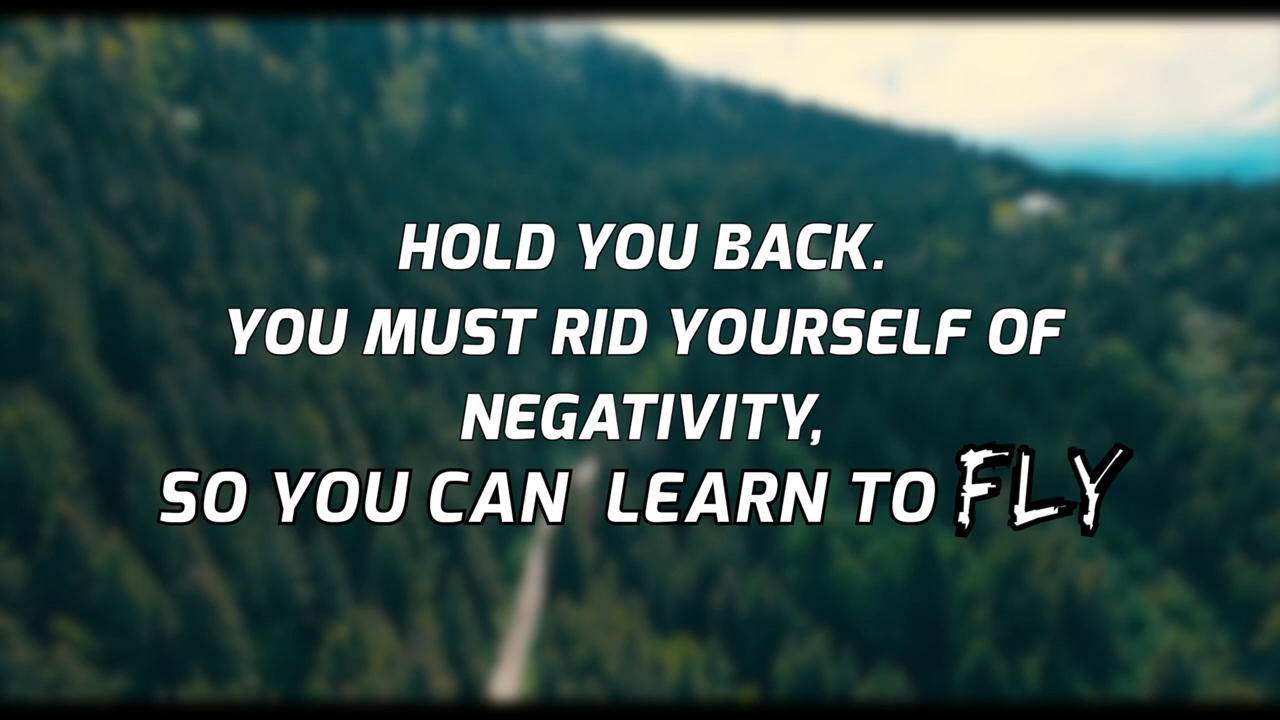 HOLD YOU BACK.
YOU MUST RID YOURSELF OF
NEGATIVITY,
SO YOU CAN LEARN TO FLY